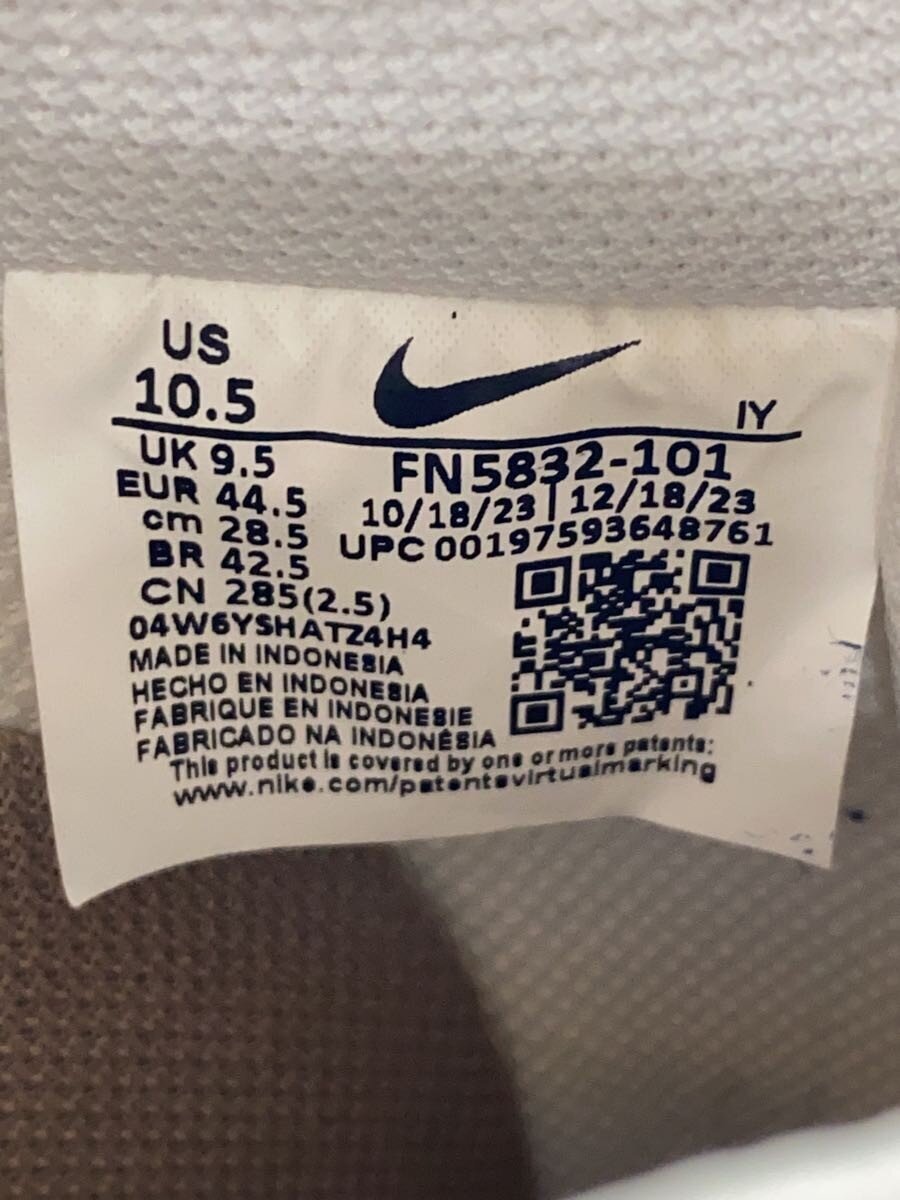 US
10.5
IY
UK 9.5
EUR 44.5
cm 28.5
BR 42.5
CN 285(2.5)
FN5832-101
10/18/23 | 12/18/23
UPC 00197593648761
04W6YSHATZ4H4
MADE IN INDONESIA
HECHO EN INDONESIA
FABRIQUE EN INDONESIE
FABRICADO NA INDONÉSIA
This product is covered by one or more patents:
www.nike.com/patentsvirtualmarking